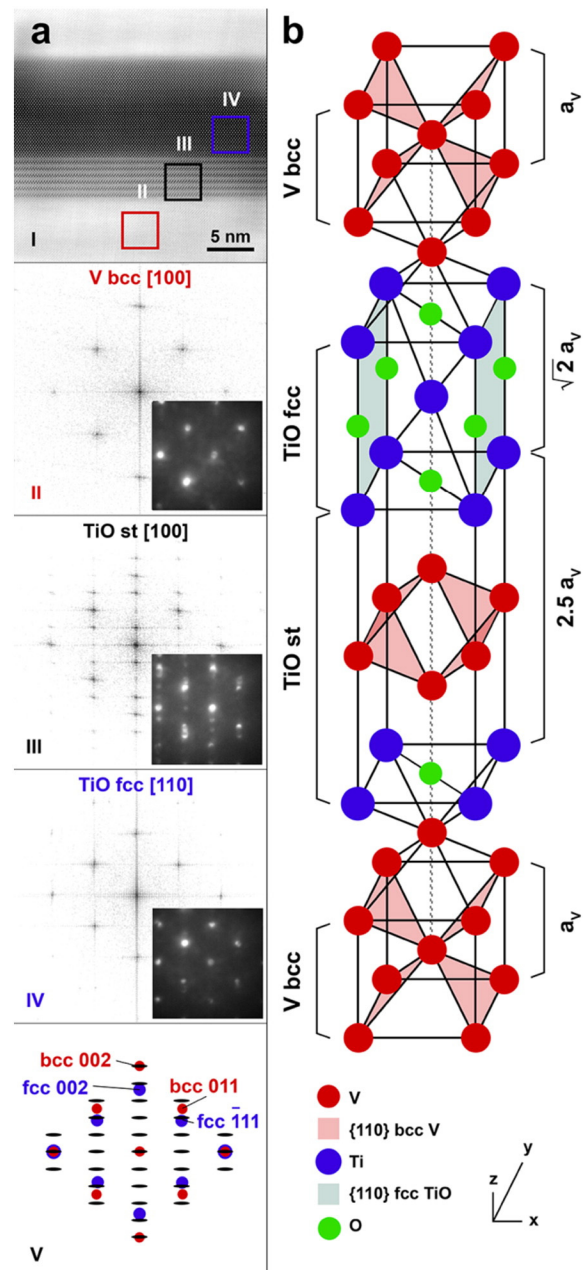 a
IV
III
II
I
5 nm
V bcc [100]
II
TiO st [100]
III
TiO fcc [110]
IV
bcc 002
fcc 002
bcc 011
fcc 1̄11
V
b
V bcc
a_V
TiO fcc
√2 a_V
TiO st
2.5 a_V
V bcc
a_V
V
{110} bcc V
Ti
{110} fcc TiO
O
y
z
x